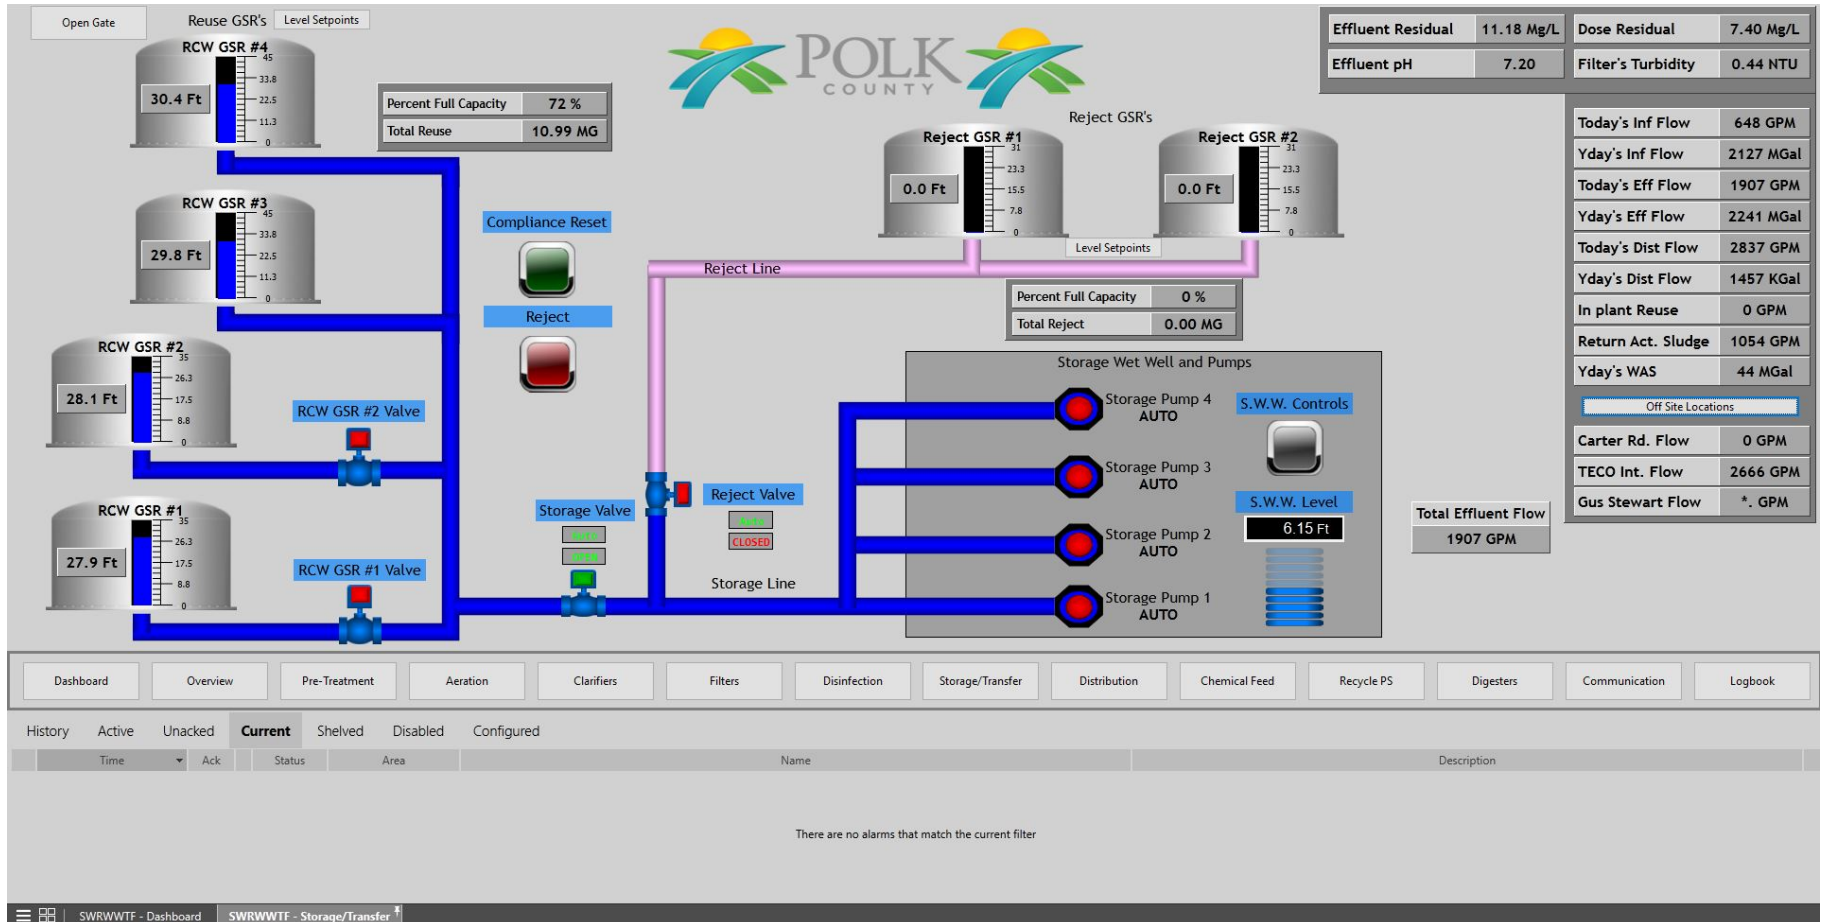 Open Gate
Reuse GSR's
Level Setpoints
RCW GSR #4
45
33.8
22.5
11.3
0
30.4 Ft
Percent Full Capacity 72 %
Total Reuse 10.99 MG
POLK
COUNTY
Effluent Residual 11.18 Mg/L Dose Residual 7.40 Mg/L
Effluent pH 7.20 Filter's Turbidity 0.44 NTU
Reject GSR's
Reject GSR #1
31
23.3
15.5
7.8
0
0.0 Ft
Reject GSR #2
31
23.3
15.5
7.8
0
0.0 Ft
Level Setpoints
Today's Inf Flow 648 GPM
Yday's Inf Flow 2127 MGal
Today's Eff Flow 1907 GPM
Yday's Eff Flow 2241 MGal
Today's Dist Flow 2837 GPM
Yday's Dist Flow 1457 KGal
In plant Reuse 0 GPM
Return Act. Sludge 1054 GPM
Yday's WAS 44 MGal
Off Site Locations
Carter Rd. Flow 0 GPM
TECO Int. Flow 2666 GPM
Gus Stewart Flow *. GPM
RCW GSR #3
45
33.8
22.5
11.3
0
29.8 Ft
Compliance Reset
Reject
Reject Line
Percent Full Capacity 0 %
Total Reject 0.00 MG
RCW GSR #2
35
26.3
17.5
8.8
0
28.1 Ft
RCW GSR #2 Valve
Storage Wet Well and Pumps
Storage Pump 4
AUTO
Storage Pump 3
AUTO
Storage Pump 2
AUTO
Storage Pump 1
AUTO
S.W.W. Controls
S.W.W. Level
6.15 Ft
Total Effluent Flow
1907 GPM
RCW GSR #1
35
26.3
17.5
8.8
0
27.9 Ft
RCW GSR #1 Valve
Storage Valve
Reject Valve
CLOSED
Storage Line
Dashboard Overview Pre-Treatment Aeration Clarifiers Filters Disinfection Storage/Transfer Distribution Chemical Feed Recycle PS Digesters Communication Logbook
History Active Unacked Current Shelved Disabled Configured
Time Ack Status Area Name Description
There are no alarms that match the current filter
SWRWWTF - Dashboard SWRWWTF - Storage/Transfer